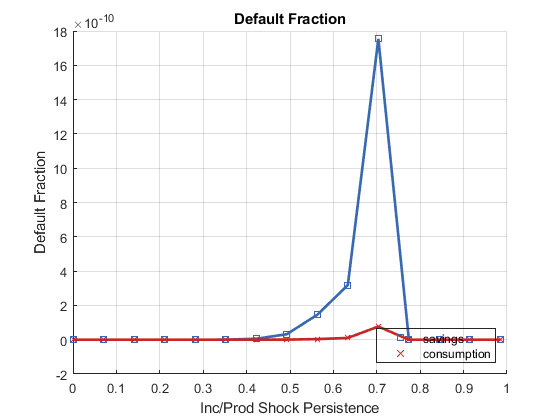 Default Fraction
×10⁻¹⁰
18
16
14
12
10
8
6
4
2
0
-2
Default Fraction
savings
consumption
0 0.1 0.2 0.3 0.4 0.5 0.6 0.7 0.8 0.9 1
Inc/Prod Shock Persistence